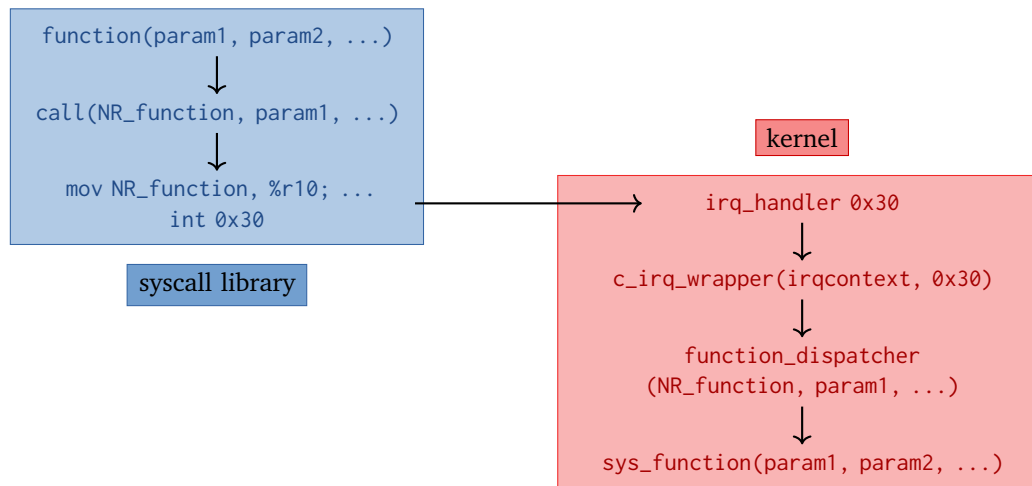 function(param1, param2, ...)
call(NR_function, param1, ...)
mov NR_function, %r10; ...
int 0x30
syscall library
kernel
irq_handler 0x30
c_irq_wrapper(irqcontext, 0x30)
function_dispatcher
(NR_function, param1, ...)
sys_function(param1, param2, ...)